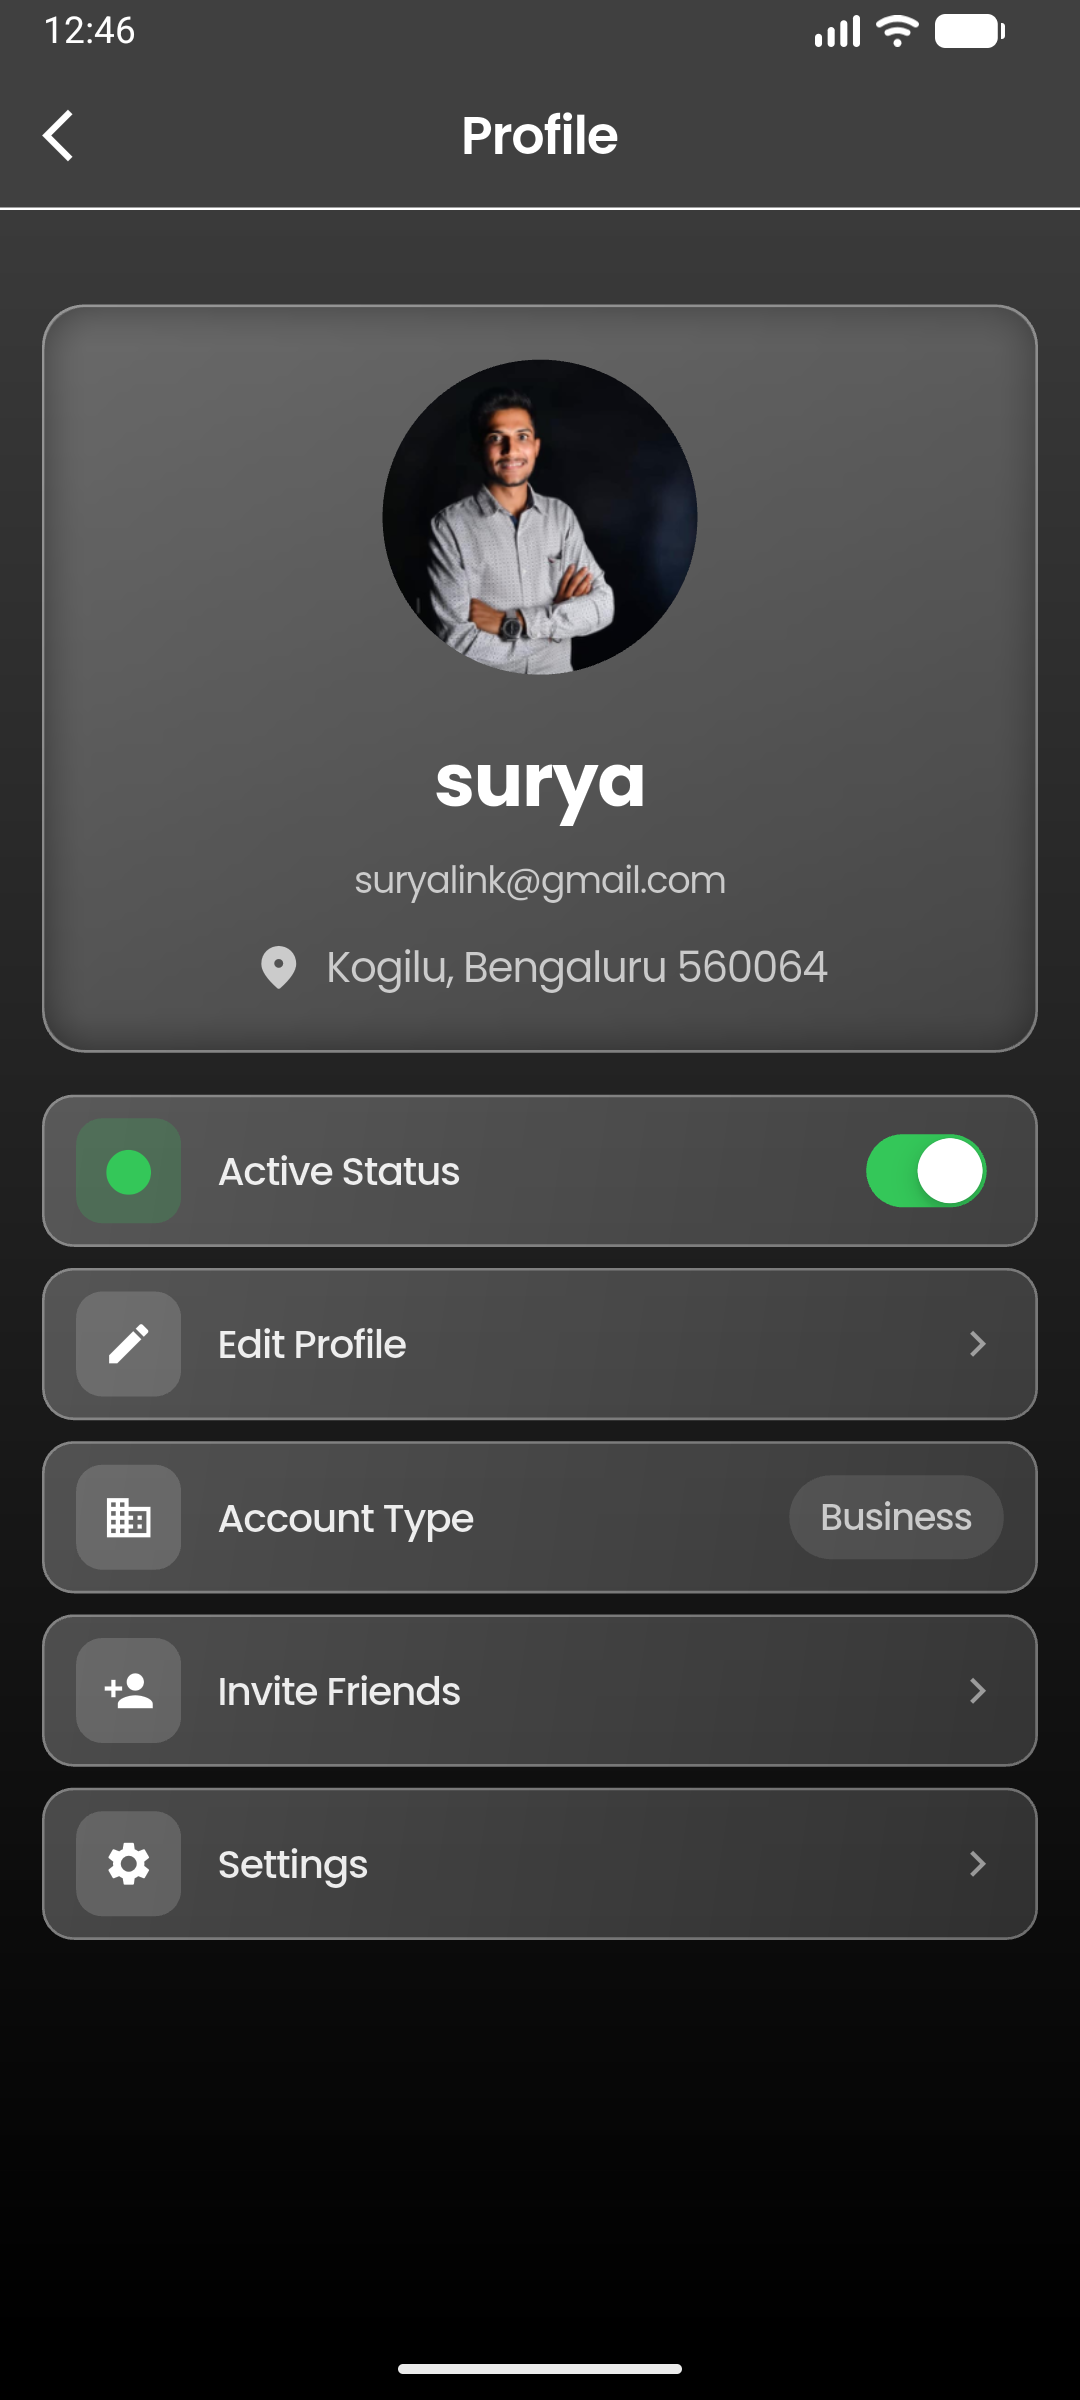 12:46
Profile
surya
suryalink@gmail.com
Kogilu, Bengaluru 560064
Active Status
Edit Profile
Account Type
Business
Invite Friends
Settings